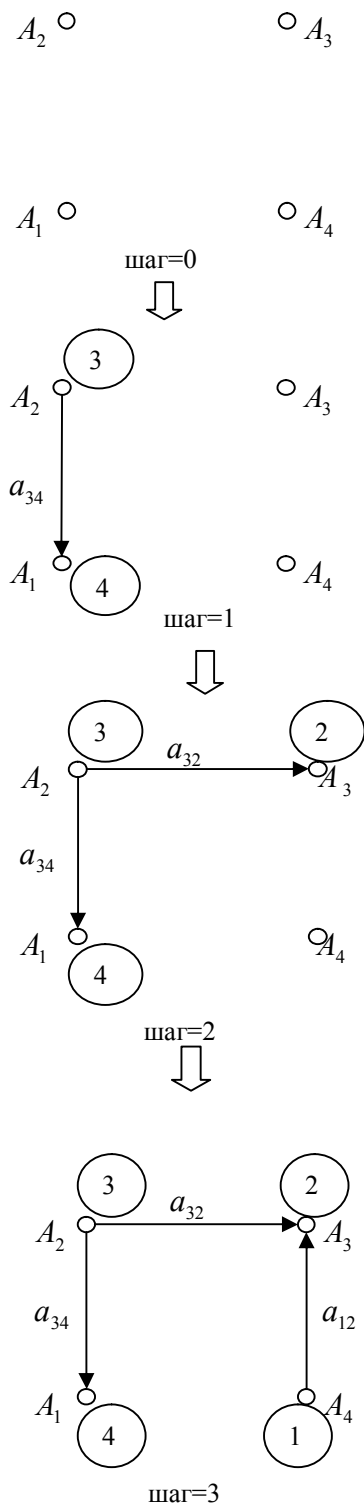 A₂ A₃
A₁ A₄
шаг=0
3
A₂ A₃
a₃₄
A₁ A₄
4
шаг=1
3 2
a₃₂
A₂ A₃
a₃₄
A₁ A₄
4
шаг=2
3 2
a₃₂
A₂ A₃
a₃₄ a₁₂
A₁ A₄
4 1
шаг=3